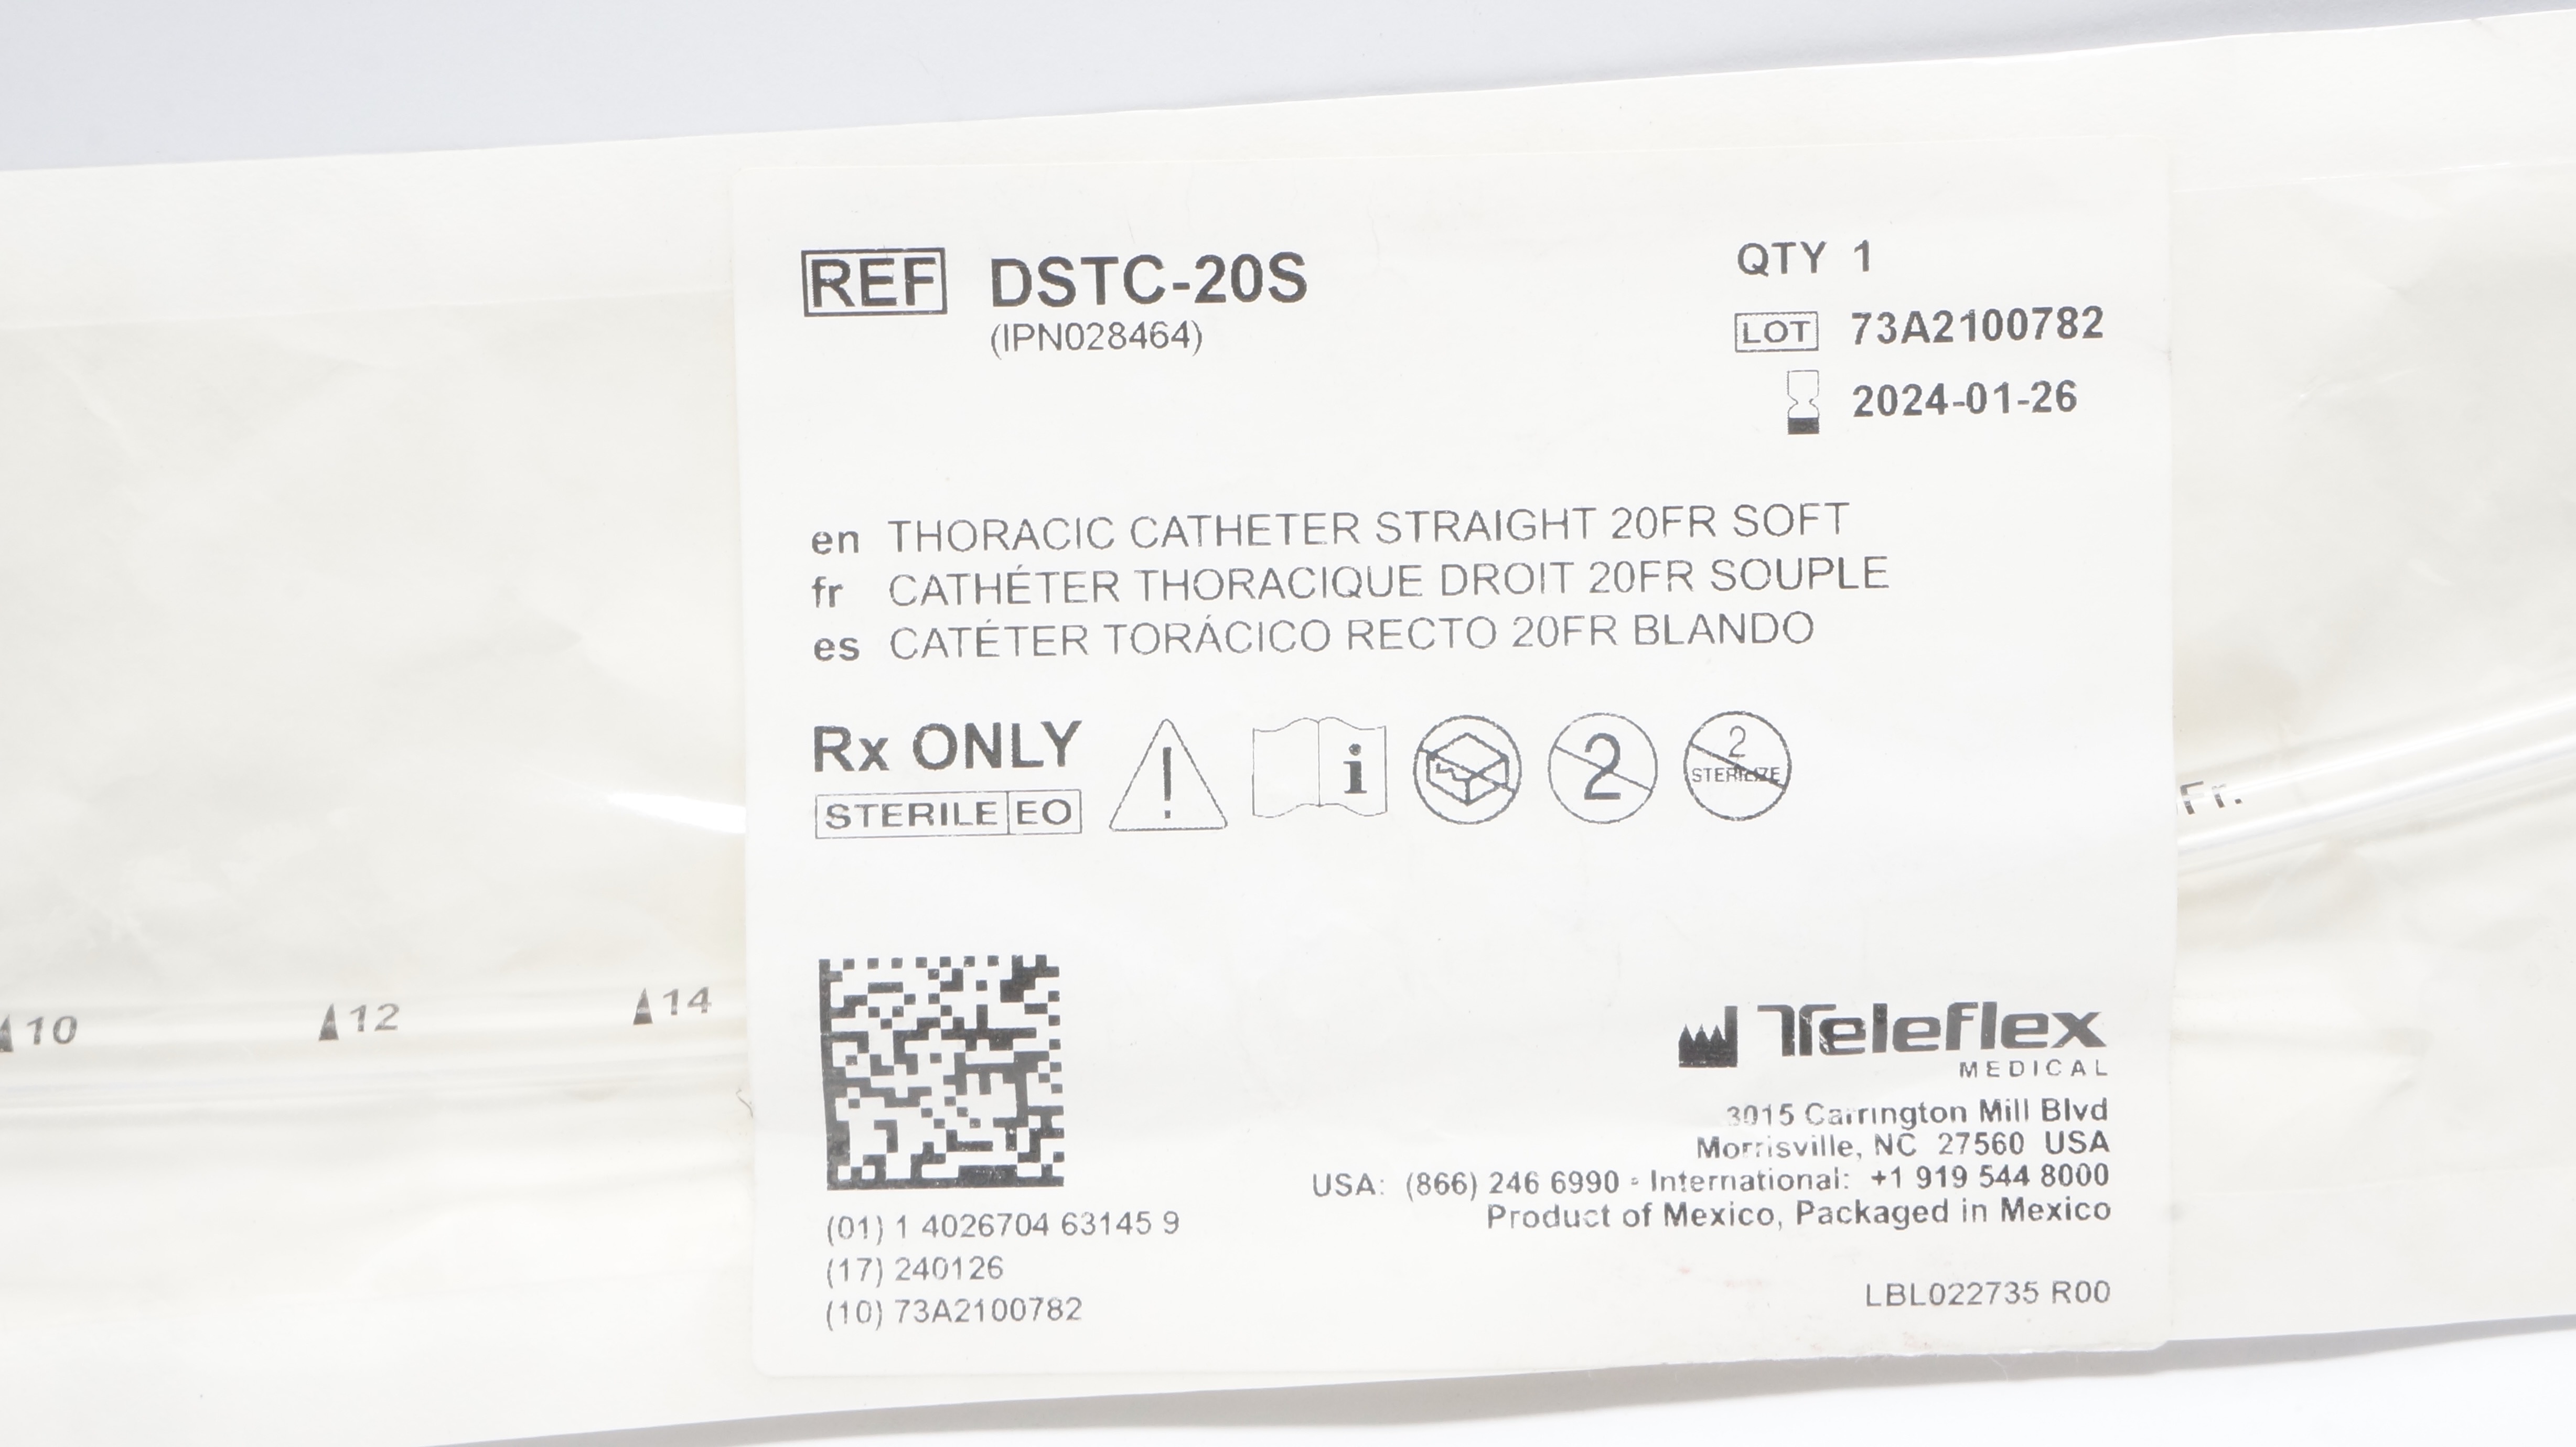 REF DSTC-20S
(IPN028464)
QTY 1
LOT 73A2100782
2024-01-26
en THORACIC CATHETER STRAIGHT 20FR SOFT
fr CATHÉTER THORACIQUE DROIT 20FR SOUPLE
es CATÉTER TORÁCICO RECTO 20FR BLANDO
Rx ONLY
STERILE EO
!
i
2
2
STERILIZE
Fr.
10
12
14
Teleflex
MEDICAL
3015 Carrington Mill Blvd
Morrisville, NC 27560 USA
USA: (866) 246 6990 • International: +1 919 544 8000
Product of Mexico, Packaged in Mexico
(01) 1 4026704 63145 9
(17) 240126
(10) 73A2100782
LBL022735 R00